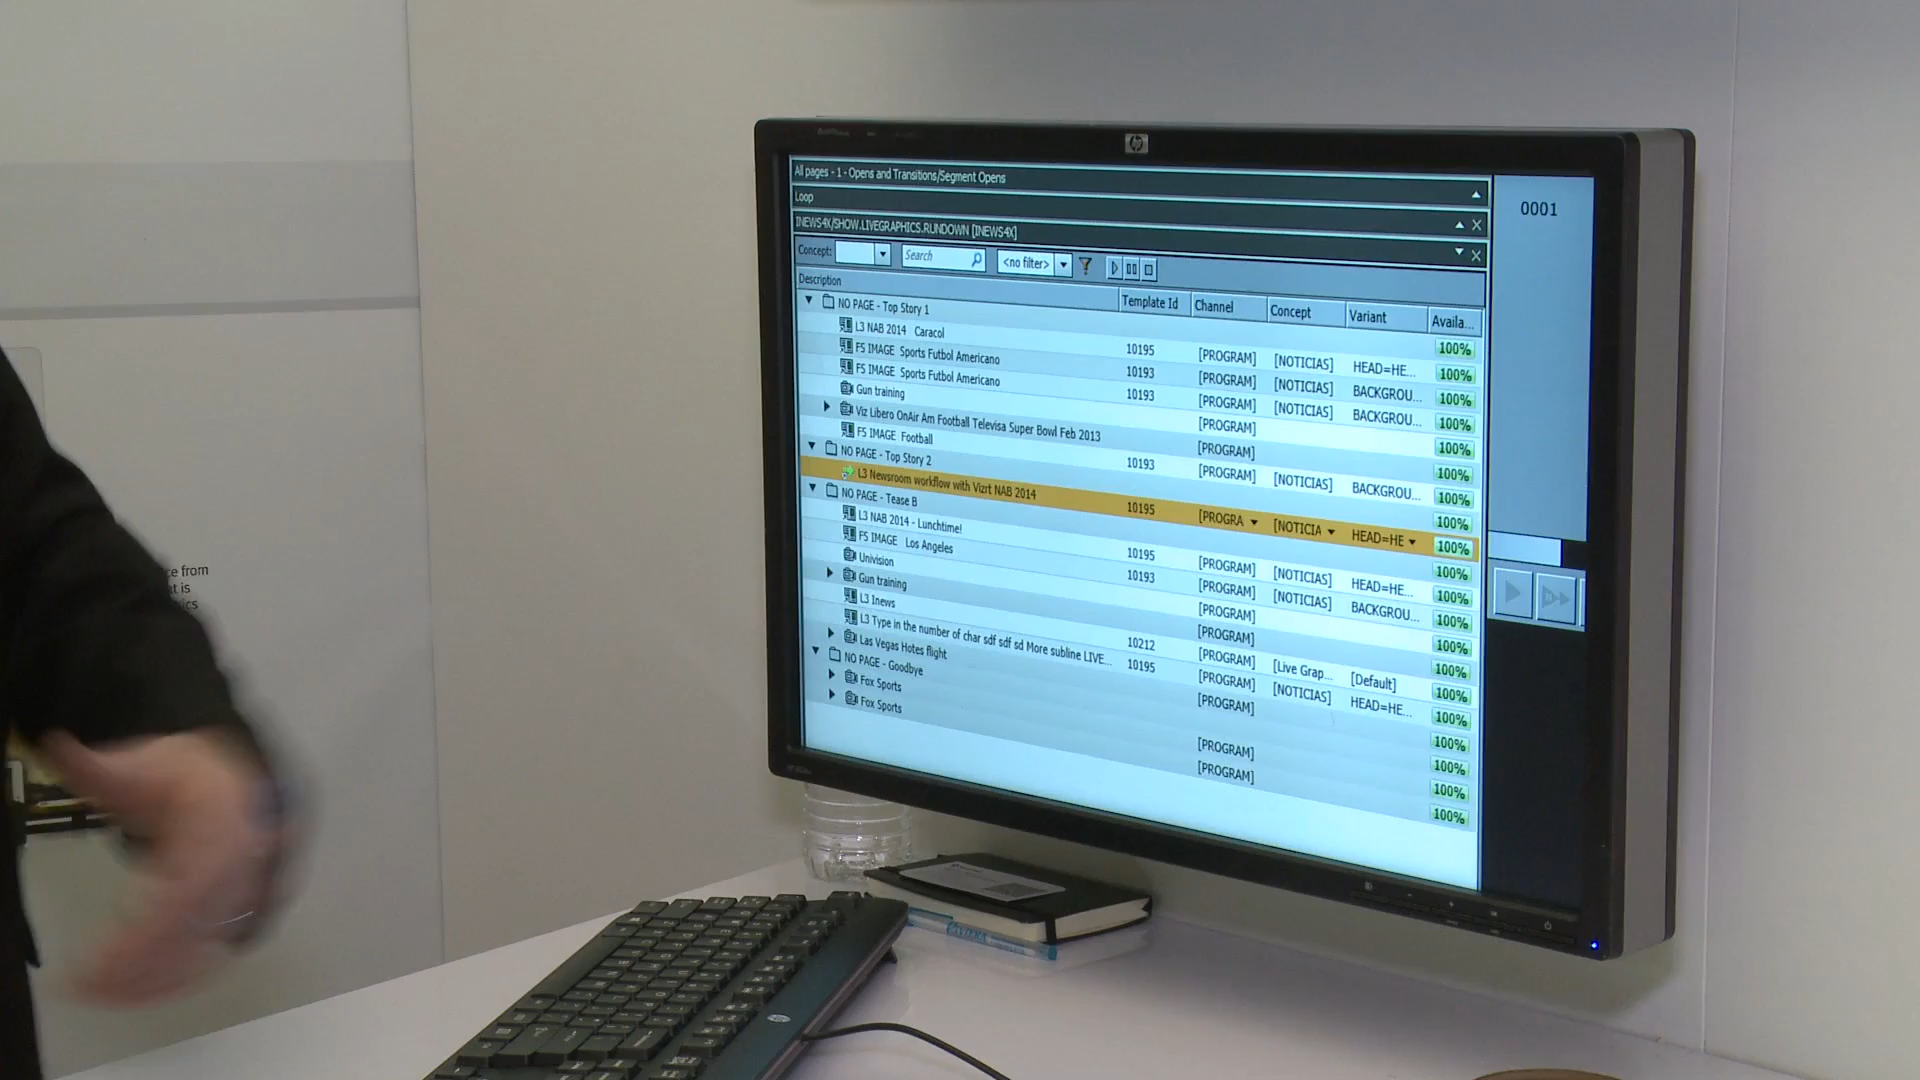 All pages - 1 - Opens and Transitions/Segment Opens
Loop
INEWS4X/SHOW.LIVEGRAPHICS.RUNDOWN [INEWS4X]
Concept: Search <no filter>
Description Template Id Channel Concept Variant Availa...
NO PAGE - Top Story 1 100%
L3 NAB 2014 Caracol 10195 [PROGRAM] [NOTICIAS] HEAD=HE... 100%
F5 IMAGE Sports Futbol Americano 10193 [PROGRAM] [NOTICIAS] BACKGROU... 100%
F5 IMAGE Sports Futbol Americano 10193 [PROGRAM] [NOTICIAS] BACKGROU... 100%
Gun training [PROGRAM] 100%
Viz Libero OnAir Am Football Televisa Super Bowl Feb 2013 [PROGRAM] 100%
F5 IMAGE Football 10193 [PROGRAM] [NOTICIAS] BACKGROU... 100%
NO PAGE - Top Story 2 100%
L3 Newsroom workflow with Vizrt NAB 2014 10195 [PROGRA [NOTICIA HEAD=HE 100%
NO PAGE - Tease B 100%
L3 NAB 2014 - Lunchtime! 10195 [PROGRAM] [NOTICIAS] HEAD=HE... 100%
F5 IMAGE Los Angeles 10193 [PROGRAM] [NOTICIAS] BACKGROU... 100%
Univision [PROGRAM] 100%
Gun training [PROGRAM] 100%
L3 Inews 10212 [PROGRAM] [Live Grap... [Default] 100%
L3 Type in the number of char sdf sdf sd More subline LIVE... 10195 [PROGRAM] [NOTICIAS] HEAD=HE... 100%
Las Vegas Hotes flight [PROGRAM] 100%
NO PAGE - Goodbye 100%
Fox Sports [PROGRAM] 100%
Fox Sports [PROGRAM] 100%
0001
hp
ce from
t is
ics